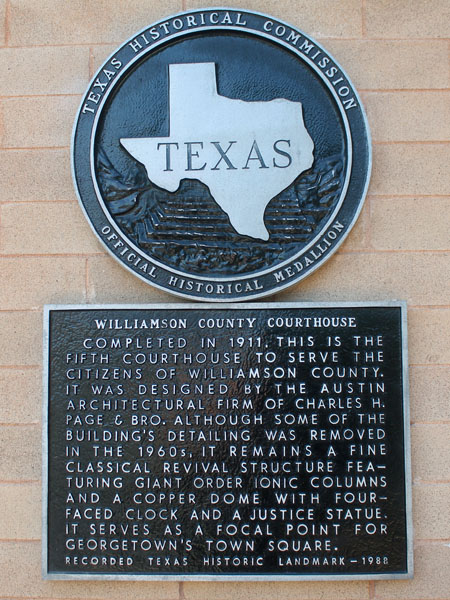 TEXAS HISTORICAL COMMISSION
TEXAS
OFFICIAL HISTORICAL MEDALLION
WILLIAMSON COUNTY COURTHOUSE
COMPLETED IN 1911, THIS IS THE
FIFTH COURTHOUSE TO SERVE THE
CITIZENS OF WILLIAMSON COUNTY.
IT WAS DESIGNED BY THE AUSTIN
ARCHITECTURAL FIRM OF CHARLES H.
PAGE & BRO. ALTHOUGH SOME OF THE
BUILDING'S DETAILING WAS REMOVED
IN THE 1960s, IT REMAINS A FINE
CLASSICAL REVIVAL STRUCTURE FEA-
TURING GIANT ORDER IONIC COLUMNS
AND A COPPER DOME WITH FOUR-
FACED CLOCK AND A JUSTICE STATUE.
IT SERVES AS A FOCAL POINT FOR
GEORGETOWN'S TOWN SQUARE.
RECORDED TEXAS HISTORIC LANDMARK – 1988